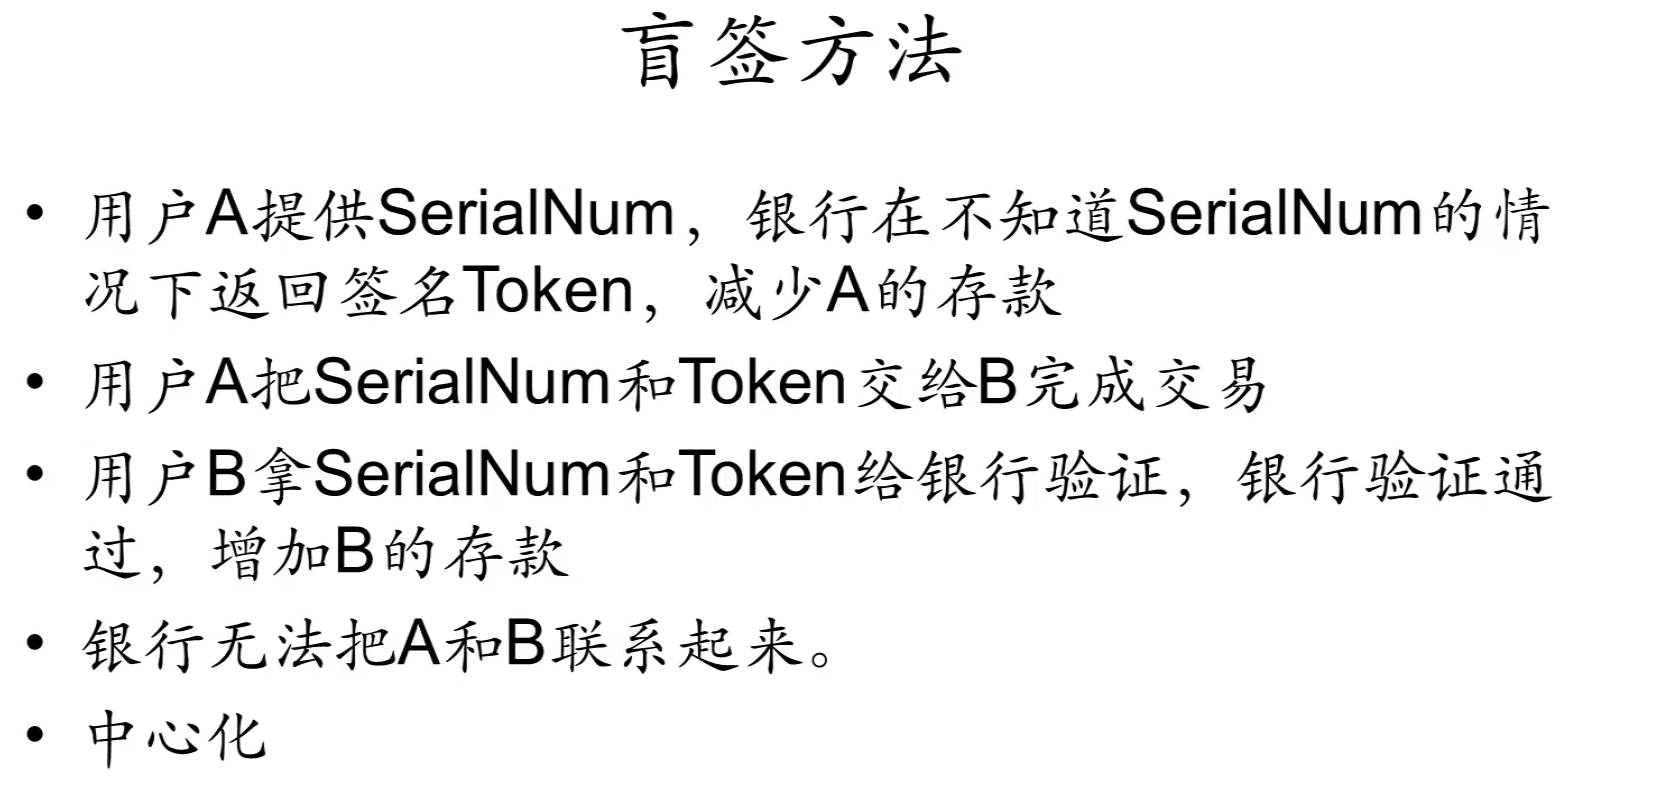 盲签方法
• 用户A提供SerialNum，银行在不知道SerialNum的情
况下返回签名Token，减少A的存款
• 用户A把SerialNum和Token交给B完成交易
• 用户B拿SerialNum和Token给银行验证，银行验证通
过，增加B的存款
• 银行无法把A和B联系起来。
• 中心化